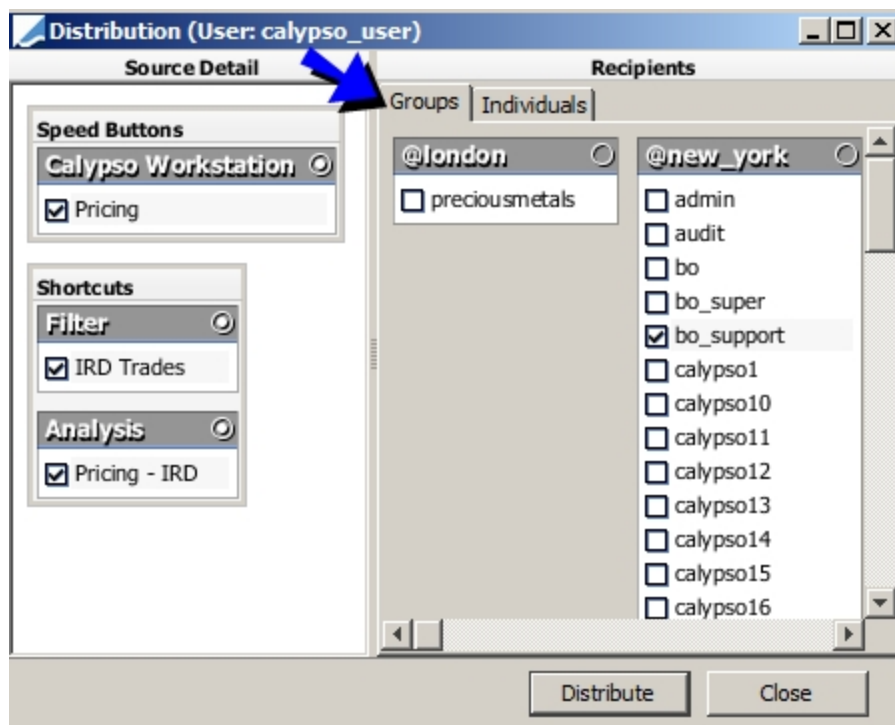 Distribution (User: calypso_user)
Source Detail
Recipients
Speed Buttons
Calypso Workstation
Pricing
Shortcuts
Filter
IRD Trades
Analysis
Pricing - IRD
Groups
Individuals
@london
preciousmetals
@new_york
admin
audit
bo
bo_super
bo_support
calypso1
calypso10
calypso11
calypso12
calypso13
calypso14
calypso15
calypso16
Distribute
Close